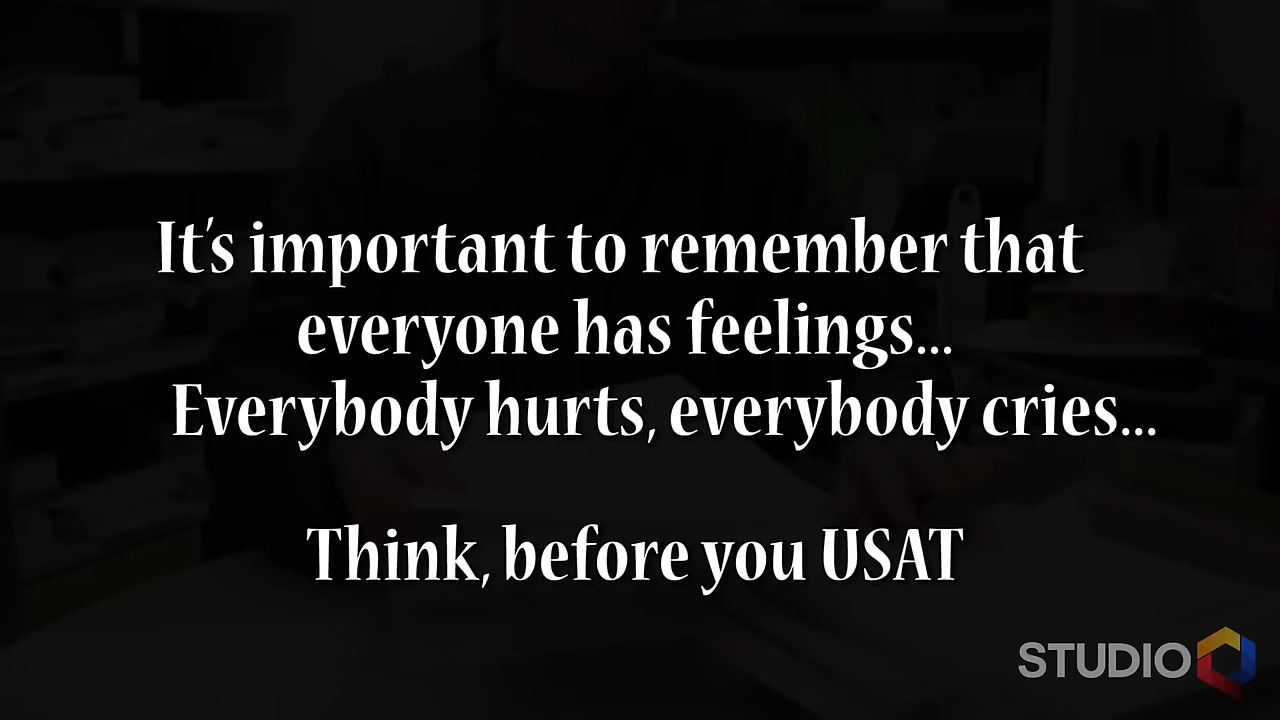 It's important to remember that
everyone has feelings...
Everybody hurts, everybody cries...
Think, before you USAT
STUDIO